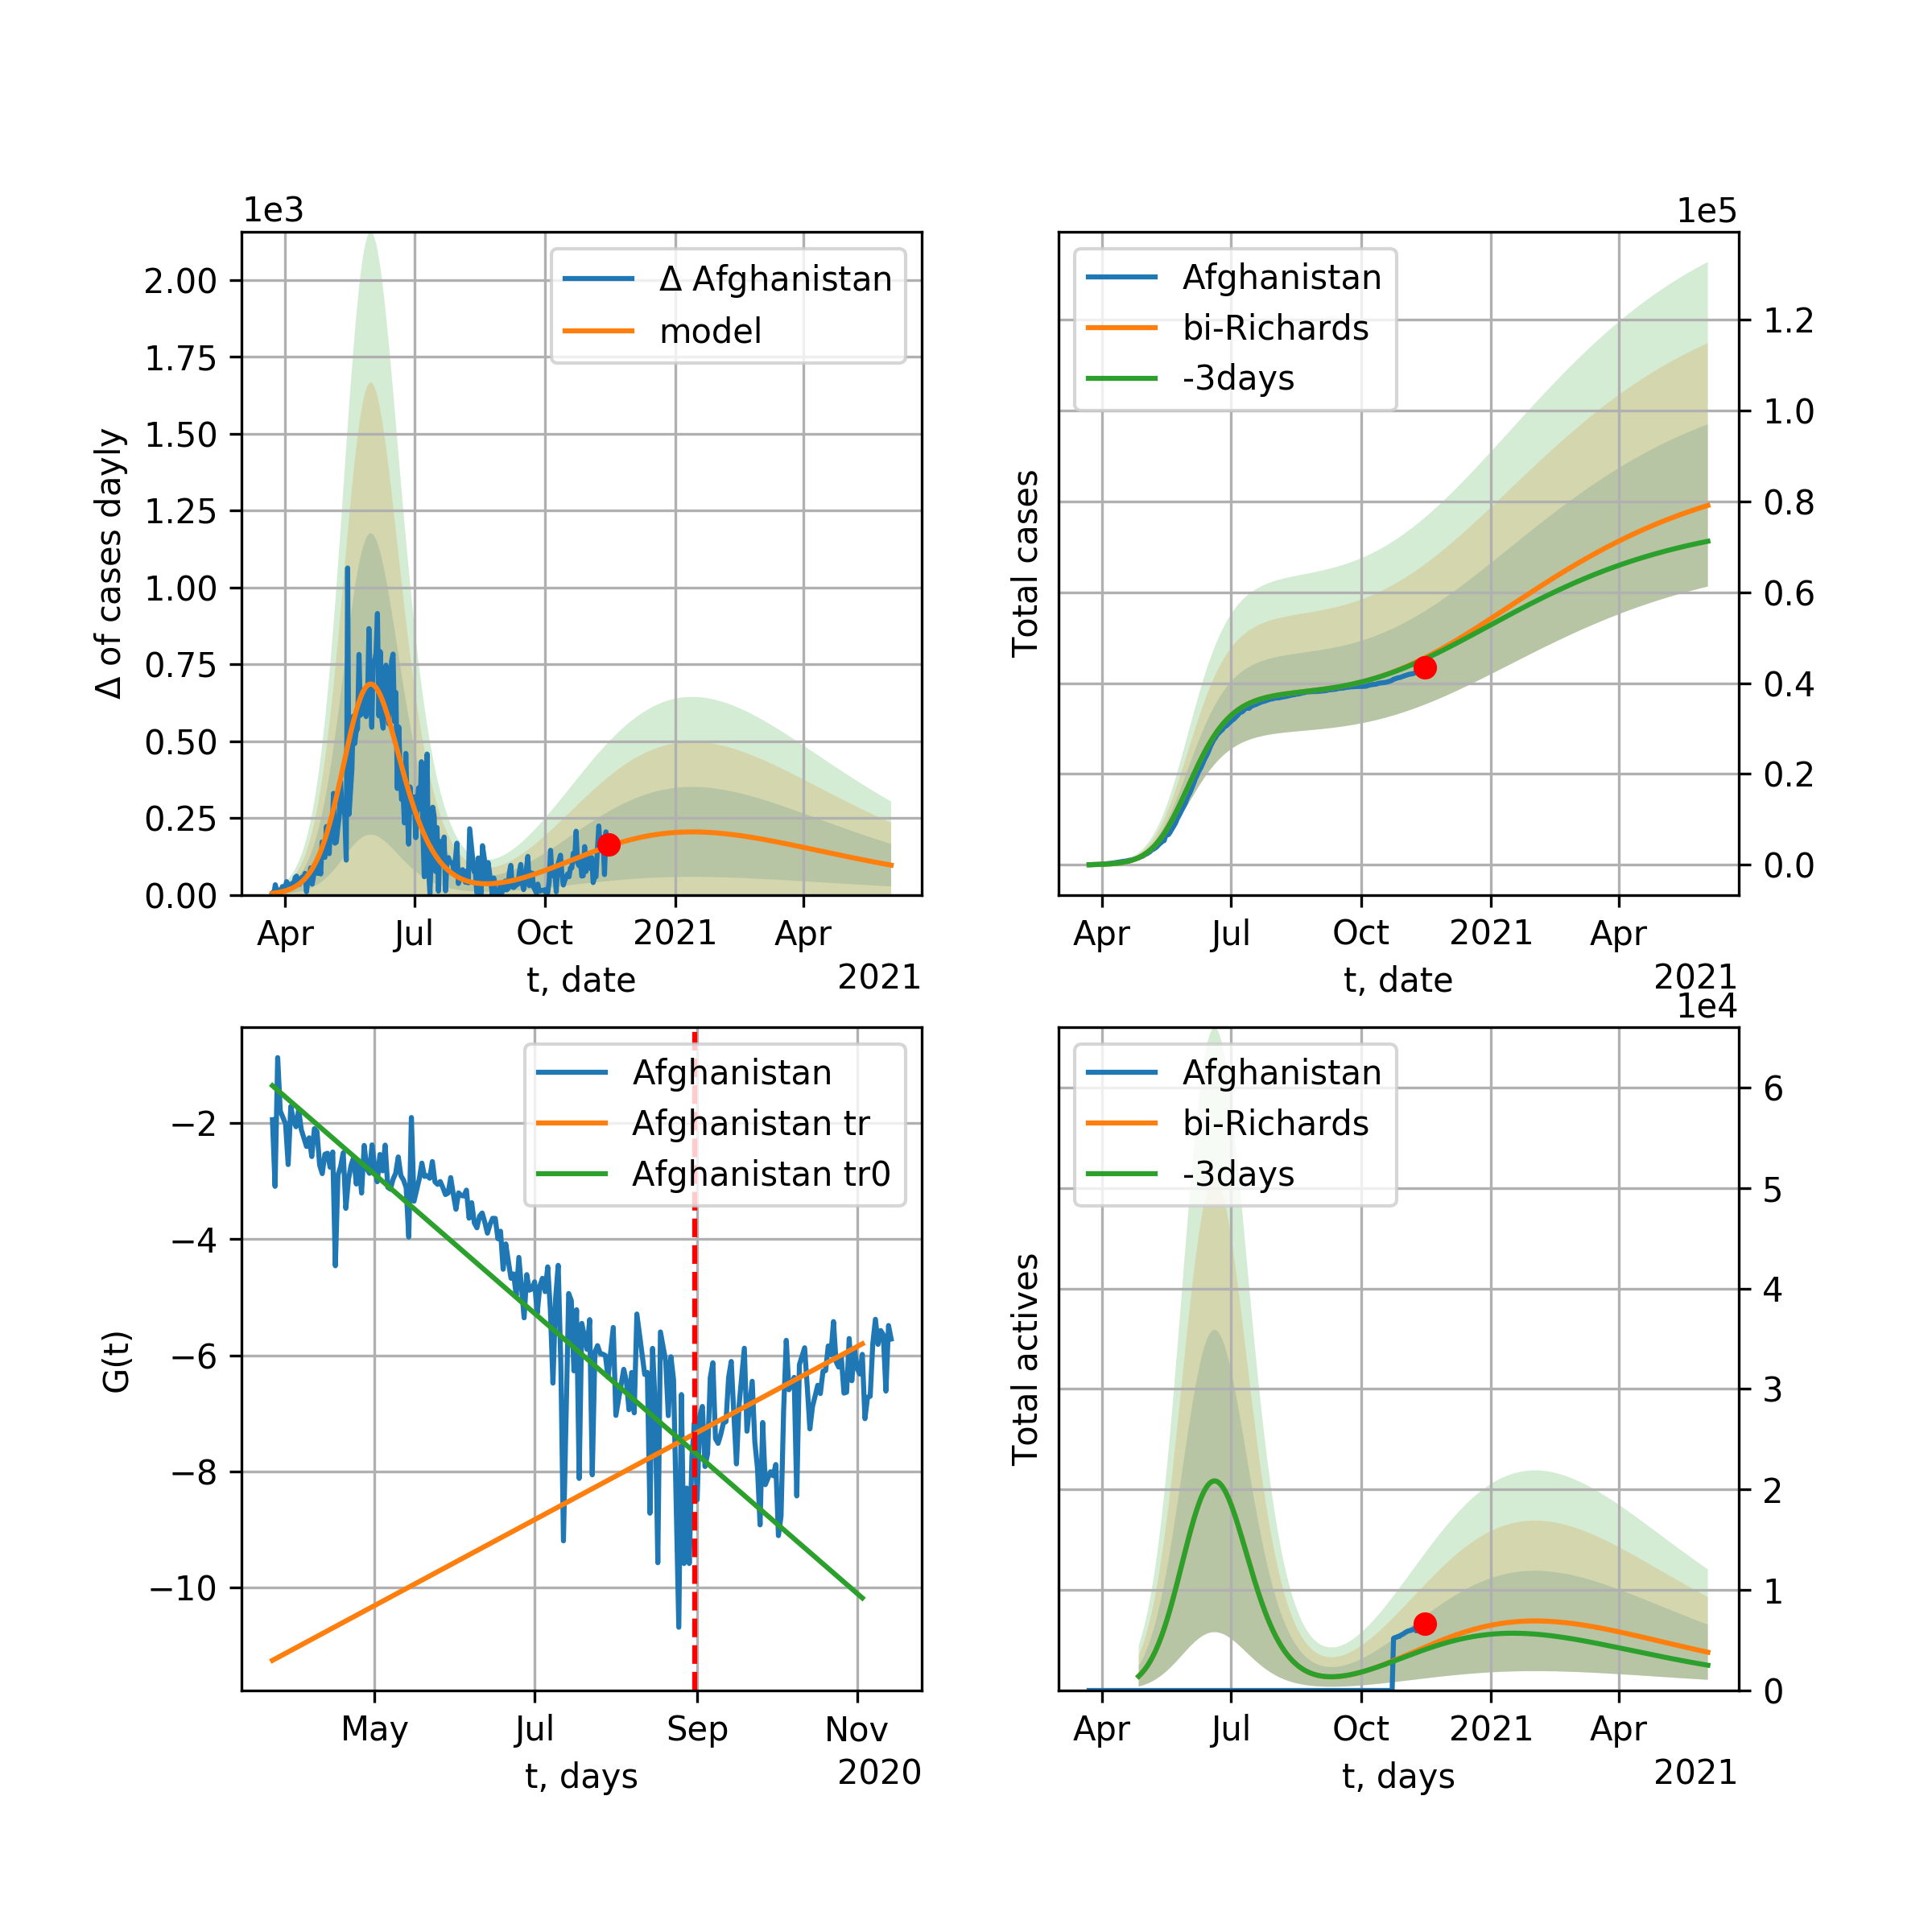 1e3
2.00
1.75
1.50
1.25
1.00
0.75
0.50
0.25
0.00
Δ of cases dayly
Δ Afghanistan
model
Apr Jul Oct 2021 Apr
t, date
2021
1e5
Total cases
Afghanistan
bi-Richards
-3days
1.2
1.0
0.8
0.6
0.4
0.2
0.0
Apr Jul Oct 2021 Apr
t, date
2021
G(t)
−2
−4
−6
−8
−10
Afghanistan
Afghanistan tr
Afghanistan tr0
May Jul Sep Nov
t, days
2020
1e4
Total actives
Afghanistan
bi-Richards
-3days
6
5
4
3
2
1
0
Apr Jul Oct 2021 Apr
t, days
2021